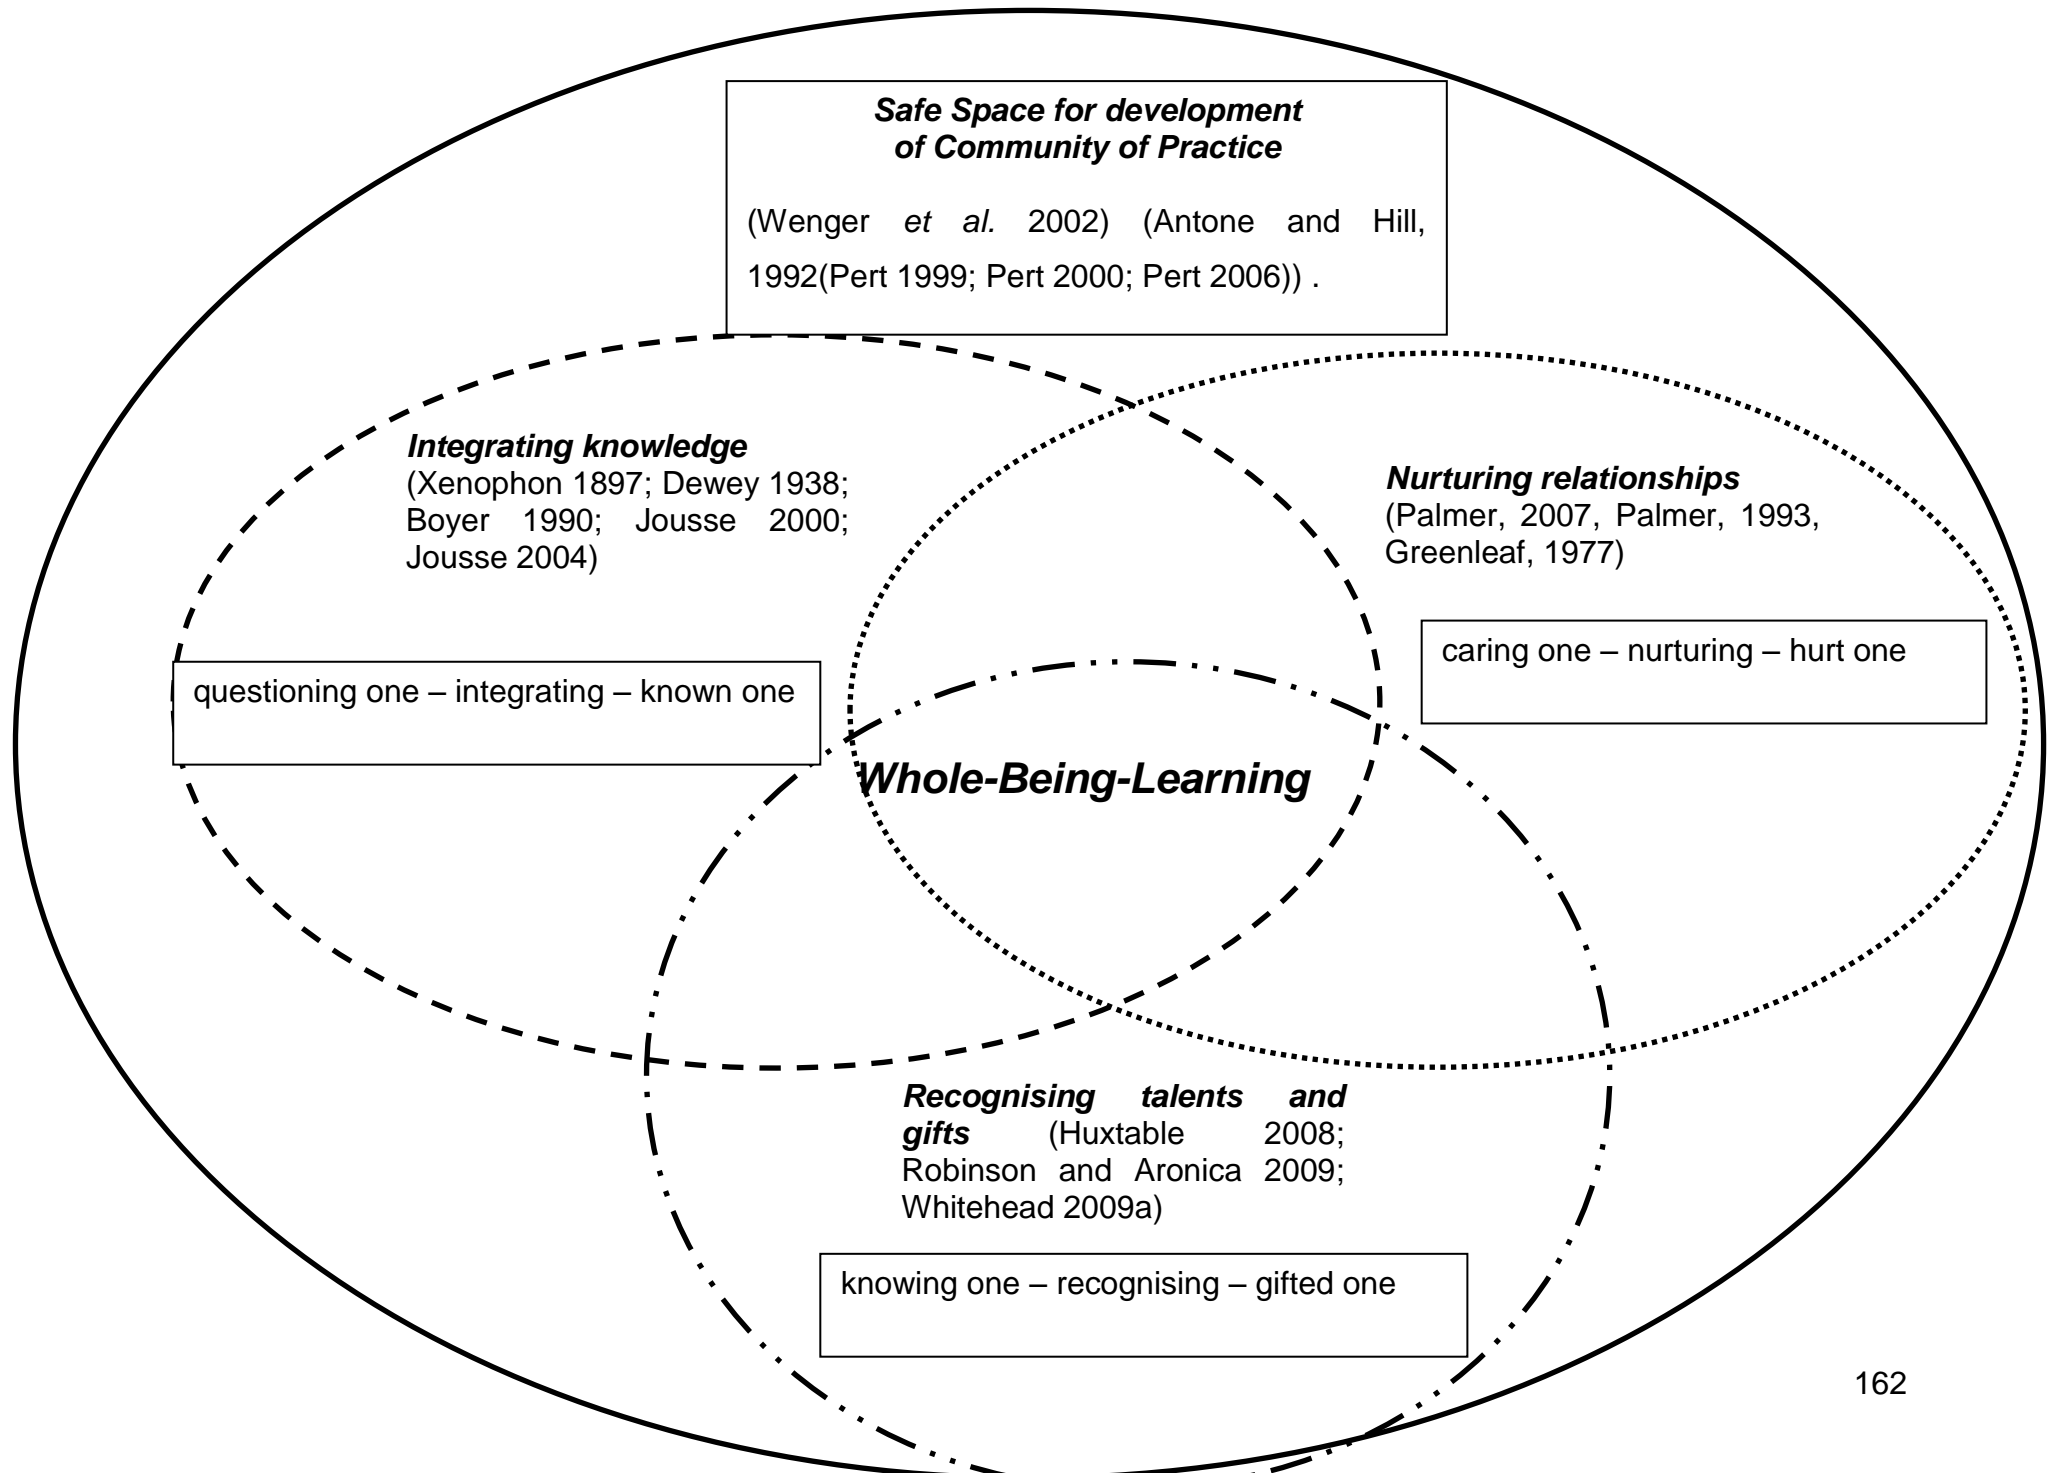 Safe Space for development
of Community of Practice
(Wenger et al. 2002) (Antone and Hill,
1992(Pert 1999; Pert 2000; Pert 2006)) .
Integrating knowledge
(Xenophon 1897; Dewey 1938;
Boyer 1990; Jousse 2000;
Jousse 2004)
Nurturing relationships
(Palmer, 2007, Palmer, 1993,
Greenleaf, 1977)
caring one – nurturing – hurt one
questioning one – integrating – known one
Whole-Being-Learning
Recognising talents and
gifts (Huxtable 2008;
Robinson and Aronica 2009;
Whitehead 2009a)
knowing one – recognising – gifted one
162